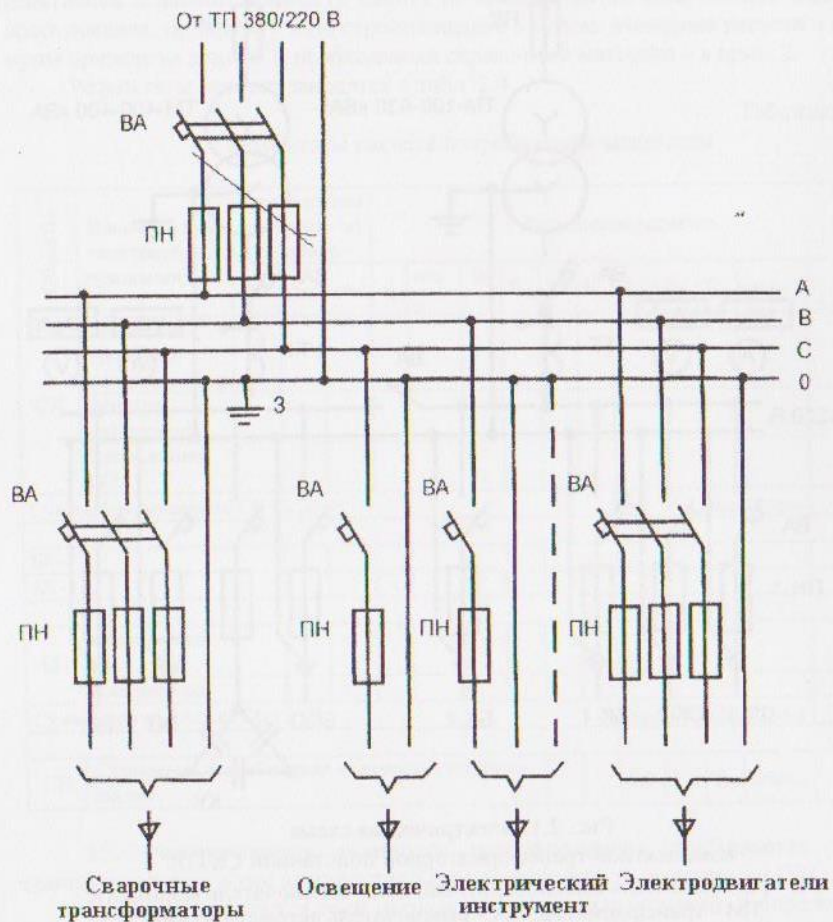 От ТП 380/220 В
ВА
ПН
А
В
С
0
З
ВА
ВА
ВА
ВА
ПН
ПН
ПН
ПН
Сварочные
трансформаторы
Освещение
Электрический
инструмент
Электродвигатели